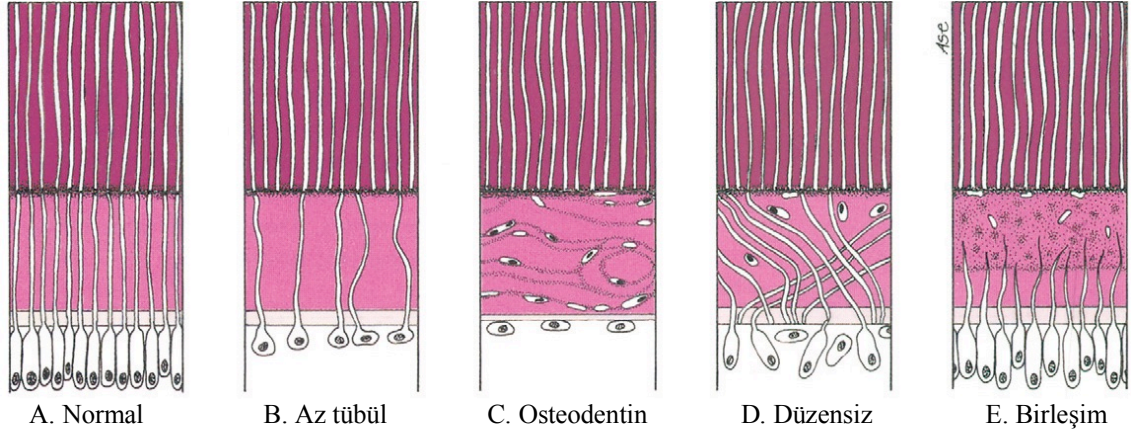 ASE
A. Normal
B. Az tübül
C. Osteodentin
D. Düzensiz
E. Birleşim